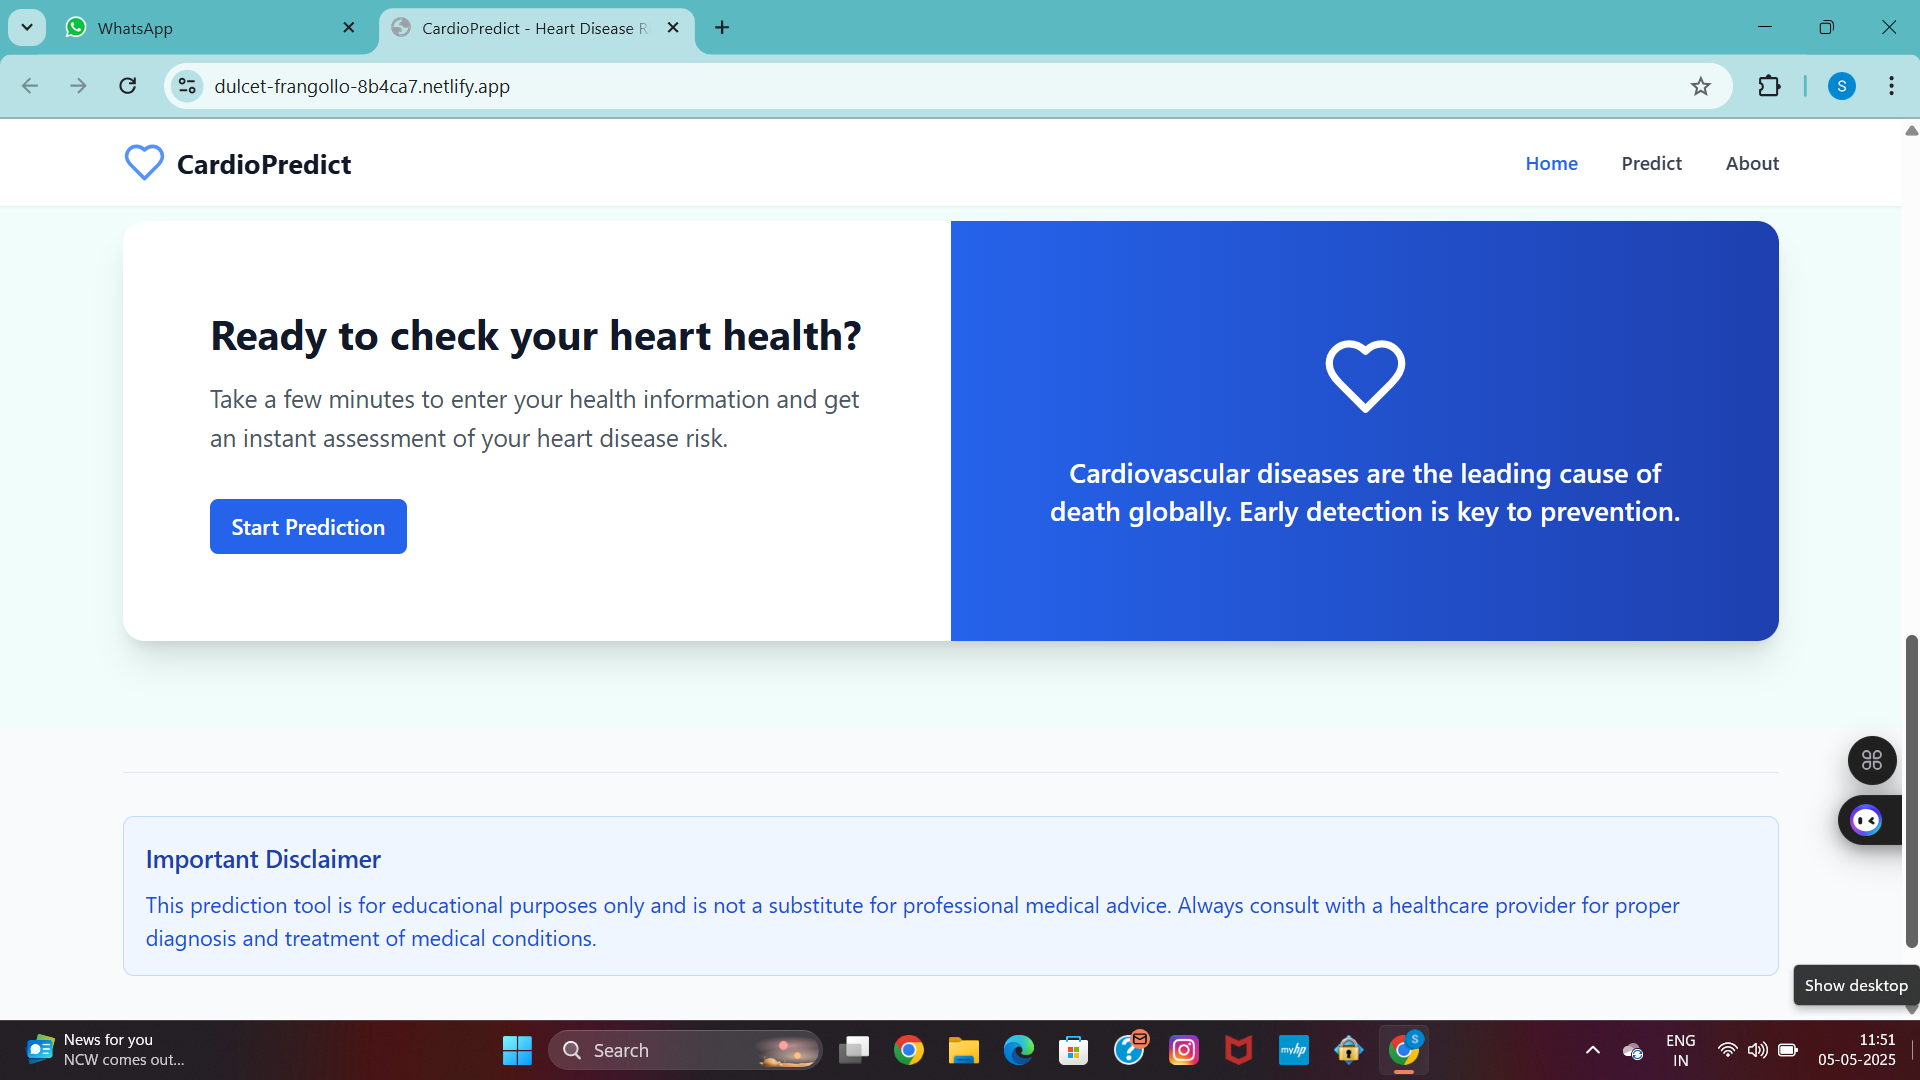 WhatsApp
CardioPredict - Heart Disease R
dulcet-frangollo-8b4ca7.netlify.app
S
CardioPredict
Home
Predict
About
Ready to check your heart health?
Take a few minutes to enter your health information and get
an instant assessment of your heart disease risk.
Start Prediction
Cardiovascular diseases are the leading cause of
death globally. Early detection is key to prevention.
Important Disclaimer
This prediction tool is for educational purposes only and is not a substitute for professional medical advice. Always consult with a healthcare provider for proper
diagnosis and treatment of medical conditions.
Show desktop
News for you
NCW comes out...
Search
myhp
S
ENG
IN
11:51
05-05-2025